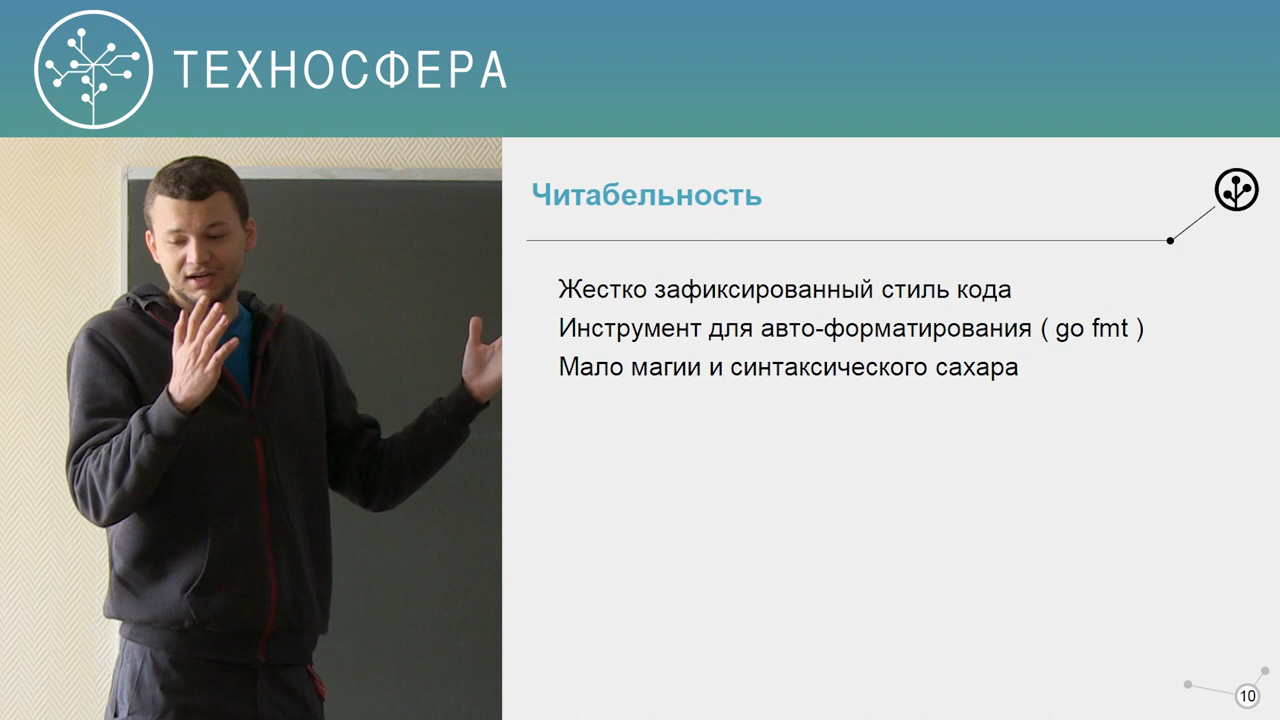 ТЕХНОСФЕРА
Читабельность
Жестко зафиксированный стиль кода
Инструмент для авто-форматирования ( go fmt )
Мало магии и синтаксического сахара
10